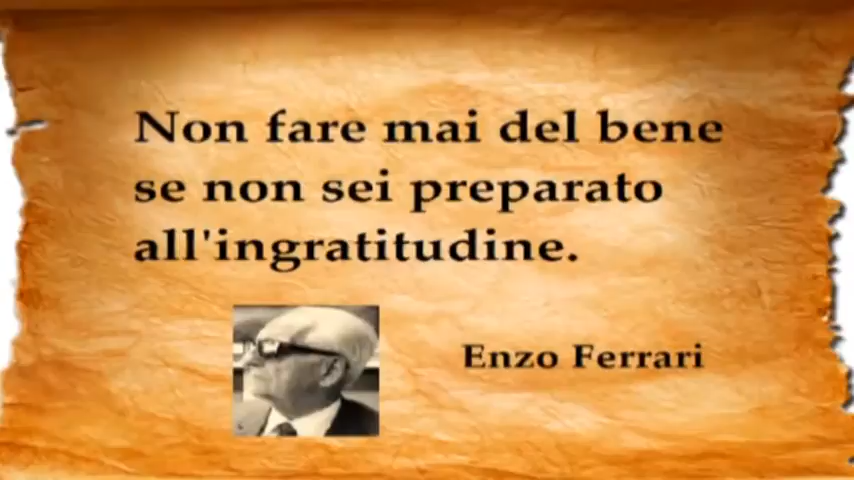 Non fare mai del bene
se non sei preparato
all'ingratitudine.
Enzo Ferrari